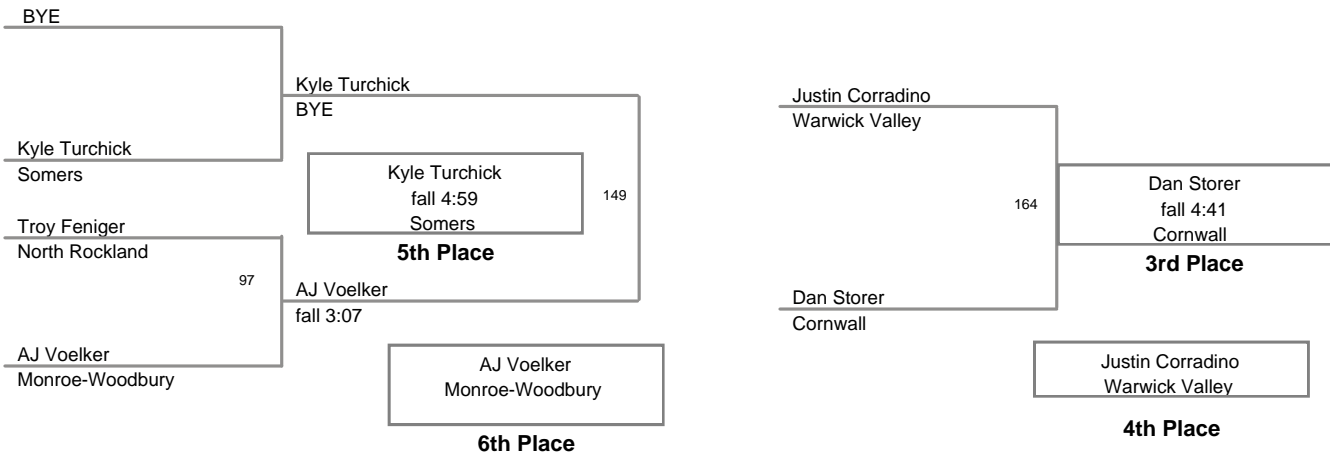 BYE
Kyle Turchick
BYE
Kyle Turchick
Somers
Kyle Turchick
fall 4:59
Somers
149
5th Place
Troy Feniger
North Rockland
97
AJ Voelker
fall 3:07
AJ Voelker
Monroe-Woodbury
AJ Voelker
Monroe-Woodbury
6th Place
Justin Corradino
Warwick Valley
164
Dan Storer
fall 4:41
Cornwall
3rd Place
Dan Storer
Cornwall
Justin Corradino
Warwick Valley
4th Place